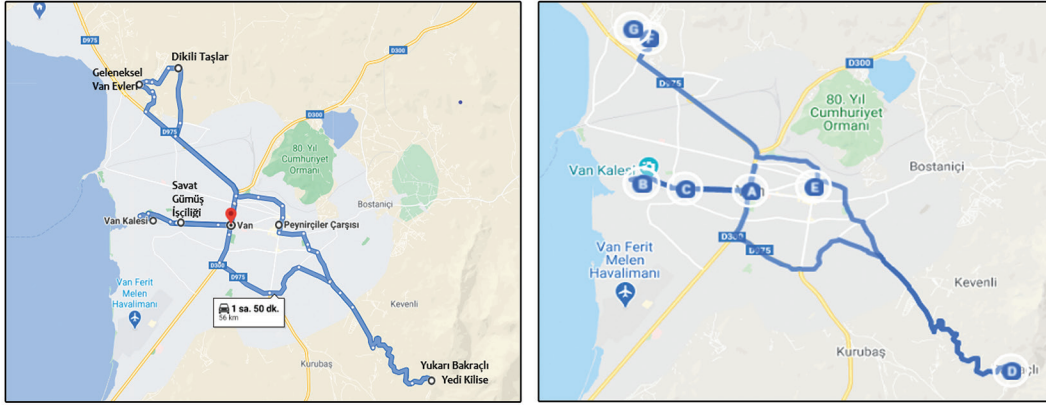 D975
D300
Dikili Taşlar
Geleneksel
Van Evleri
D975
D300
80. Yıl
Cumhuriyet
Ormanı
Bostaniçi
Savat
Gümüş
İşçiliği
Van Kalesi
Van
Peynirciler Çarşısı
D300
D975
Van Ferit
Melen
Havalimanı
1 sa. 50 dk.
56 km
Kevenli
Kurubaş
Yukarı Bakraçlı
Yedi Kilise
G
F
D975
D300
80. Yıl
Cumhuriyet
Ormanı
Bostaniçi
Van Kalesi
B
C
A
E
D300
D975
Van Ferit
Melen
Havalimanı
Kevenli
Kurubaş
D